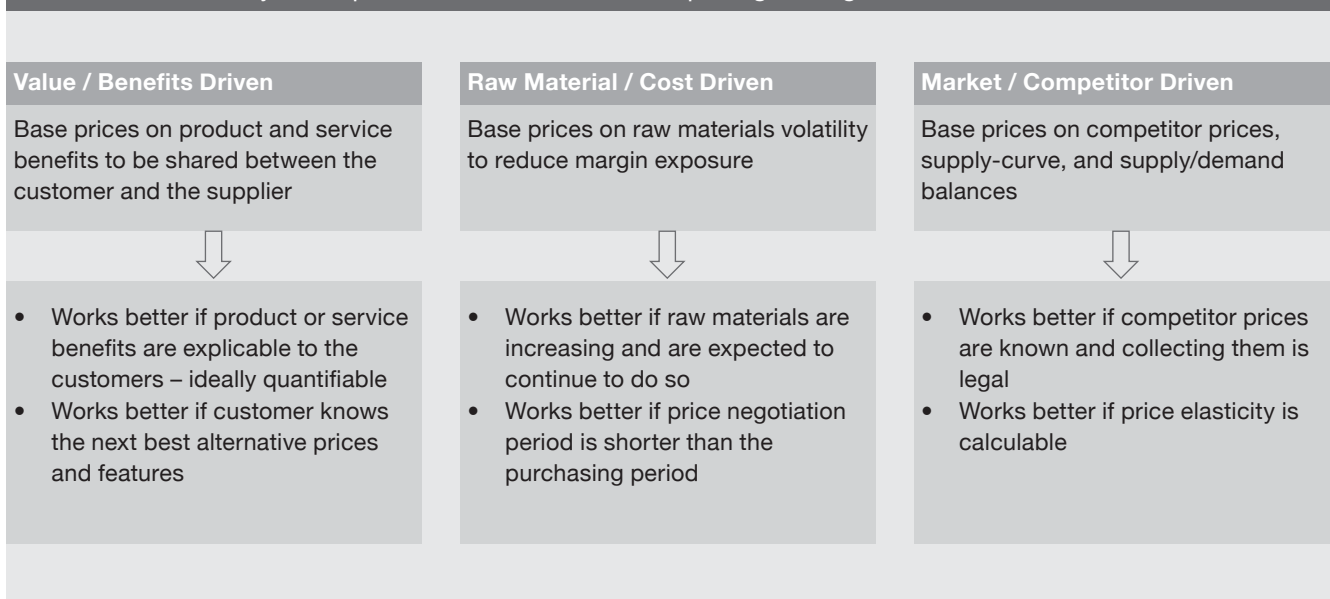 Value / Benefits Driven
Base prices on product and service
benefits to be shared between the
customer and the supplier
• Works better if product or service
benefits are explicable to the
customers – ideally quantifiable
• Works better if customer knows
the next best alternative prices
and features
Raw Material / Cost Driven
Base prices on raw materials volatility
to reduce margin exposure
• Works better if raw materials are
increasing and are expected to
continue to do so
• Works better if price negotiation
period is shorter than the
purchasing period
Market / Competitor Driven
Base prices on competitor prices,
supply-curve, and supply/demand
balances
• Works better if competitor prices
are known and collecting them is
legal
• Works better if price elasticity is
calculable